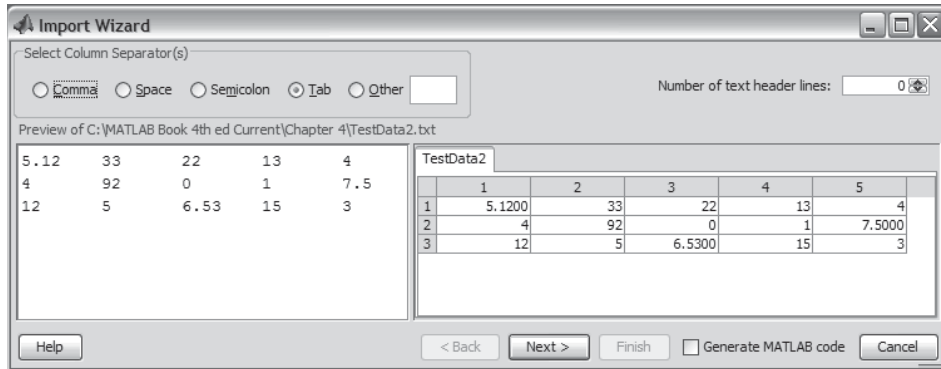 Import Wizard
Select Column Separator(s)
Comma Space Semicolon Tab Other
Number of text header lines: 0
Preview of C:\MATLAB Book 4th ed Current\Chapter 4\TestData2.txt
5.12 33 22 13 4
4 92 0 1 7.5
12 5 6.53 15 3
TestData2
1 2 3 4 5
1 5.1200 33 22 13 4
2 4 92 0 1 7.5000
3 12 5 6.5300 15 3
Help < Back Next > Finish Generate MATLAB code Cancel